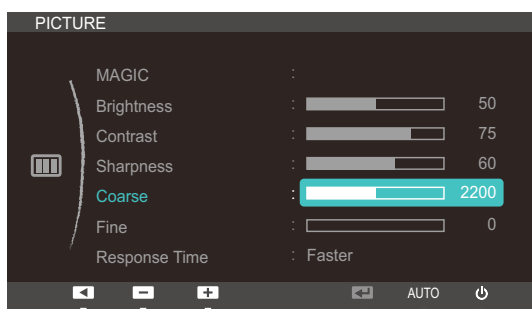 PICTURE
MAGIC :
Brightness : 50
Contrast : 75
Sharpness : 60
Coarse : 2200
Fine : 0
Response Time : Faster
AUTO